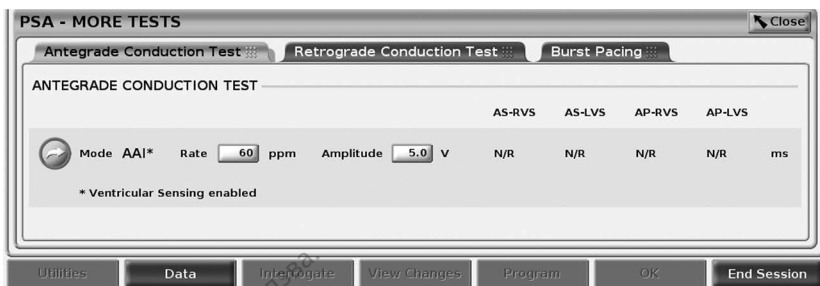 PSA - MORE TESTS
Close
Antegrade Conduction Test
Retrograde Conduction Test
Burst Pacing
ANTEGRADE CONDUCTION TEST
AS-RVS AS-LVS AP-RVS AP-LVS
Mode AAI* Rate 60 ppm Amplitude 5.0 V N/R N/R N/R N/R ms
* Ventricular Sensing enabled
Utilities Data Interrogate View Changes Program OK End Session